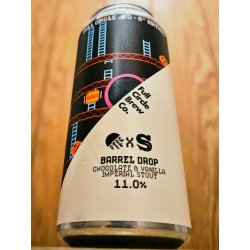 Full
Circle
Brew
Co.
X S
BARREL DROP
CHOCOLATE & VANILLA
IMPERIAL STOUT
11.0%